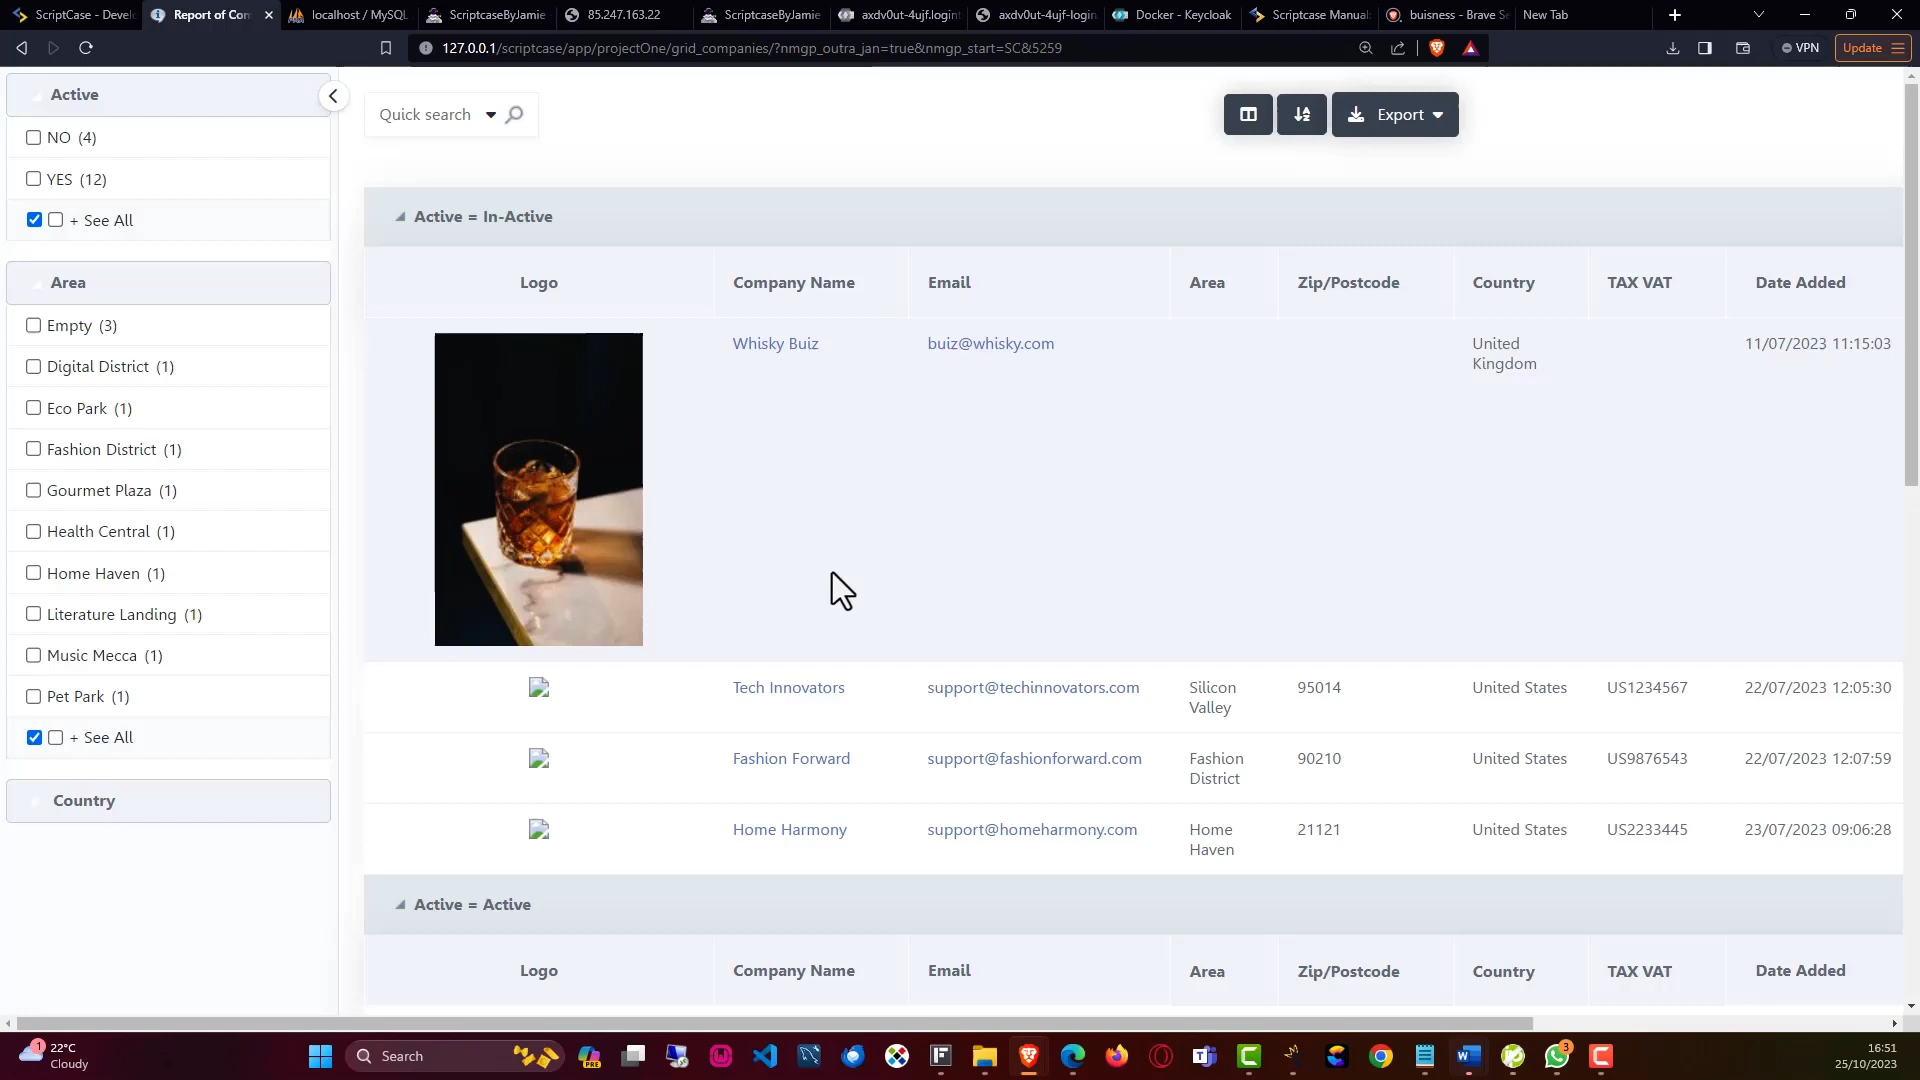 ScriptCase - Devel
Report of Com
localhost / MySQL
ScriptcaseByJamie
85.247.163.22
ScriptcaseByJamie
axdv0ut-4ujf.logint
axdv0ut-4ujf-login.
Docker - Keycloak
Scriptcase Manual:
buisness - Brave Se
New Tab
127.0.0.1/scriptcase/app/projectOne/grid_companies/?nmgp_outra_jan=true&nmgp_start=SC&5259
VPN
Update
Active
NO (4)
YES (12)
+ See All
Area
Empty (3)
Digital District (1)
Eco Park (1)
Fashion District (1)
Gourmet Plaza (1)
Health Central (1)
Home Haven (1)
Literature Landing (1)
Music Mecca (1)
Pet Park (1)
+ See All
Country
Quick search
Export
Active = In-Active
Logo Company Name Email Area Zip/Postcode Country TAX VAT Date Added
Whisky Buiz buiz@whisky.com United 11/07/2023 11:15:03
Kingdom
Tech Innovators support@techinnovators.com Silicon 95014 United States US1234567 22/07/2023 12:05:30
Valley
Fashion Forward support@fashionforward.com Fashion 90210 United States US9876543 22/07/2023 12:07:59
District
Home Harmony support@homeharmony.com Home 21121 United States US2233445 23/07/2023 09:06:28
Haven
Active = Active
Logo Company Name Email Area Zip/Postcode Country TAX VAT Date Added
1
22°C
Cloudy
Search
PRE
3
16:51
25/10/2023